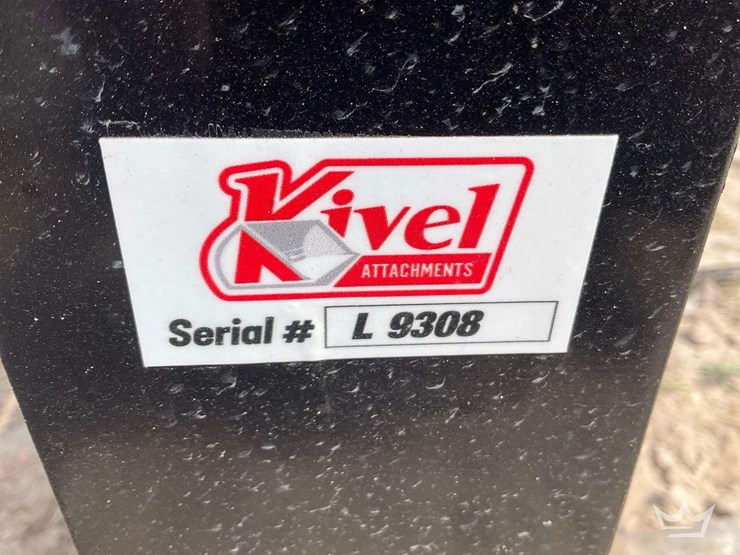 Kivel
ATTACHMENTS
Serial # L 9308